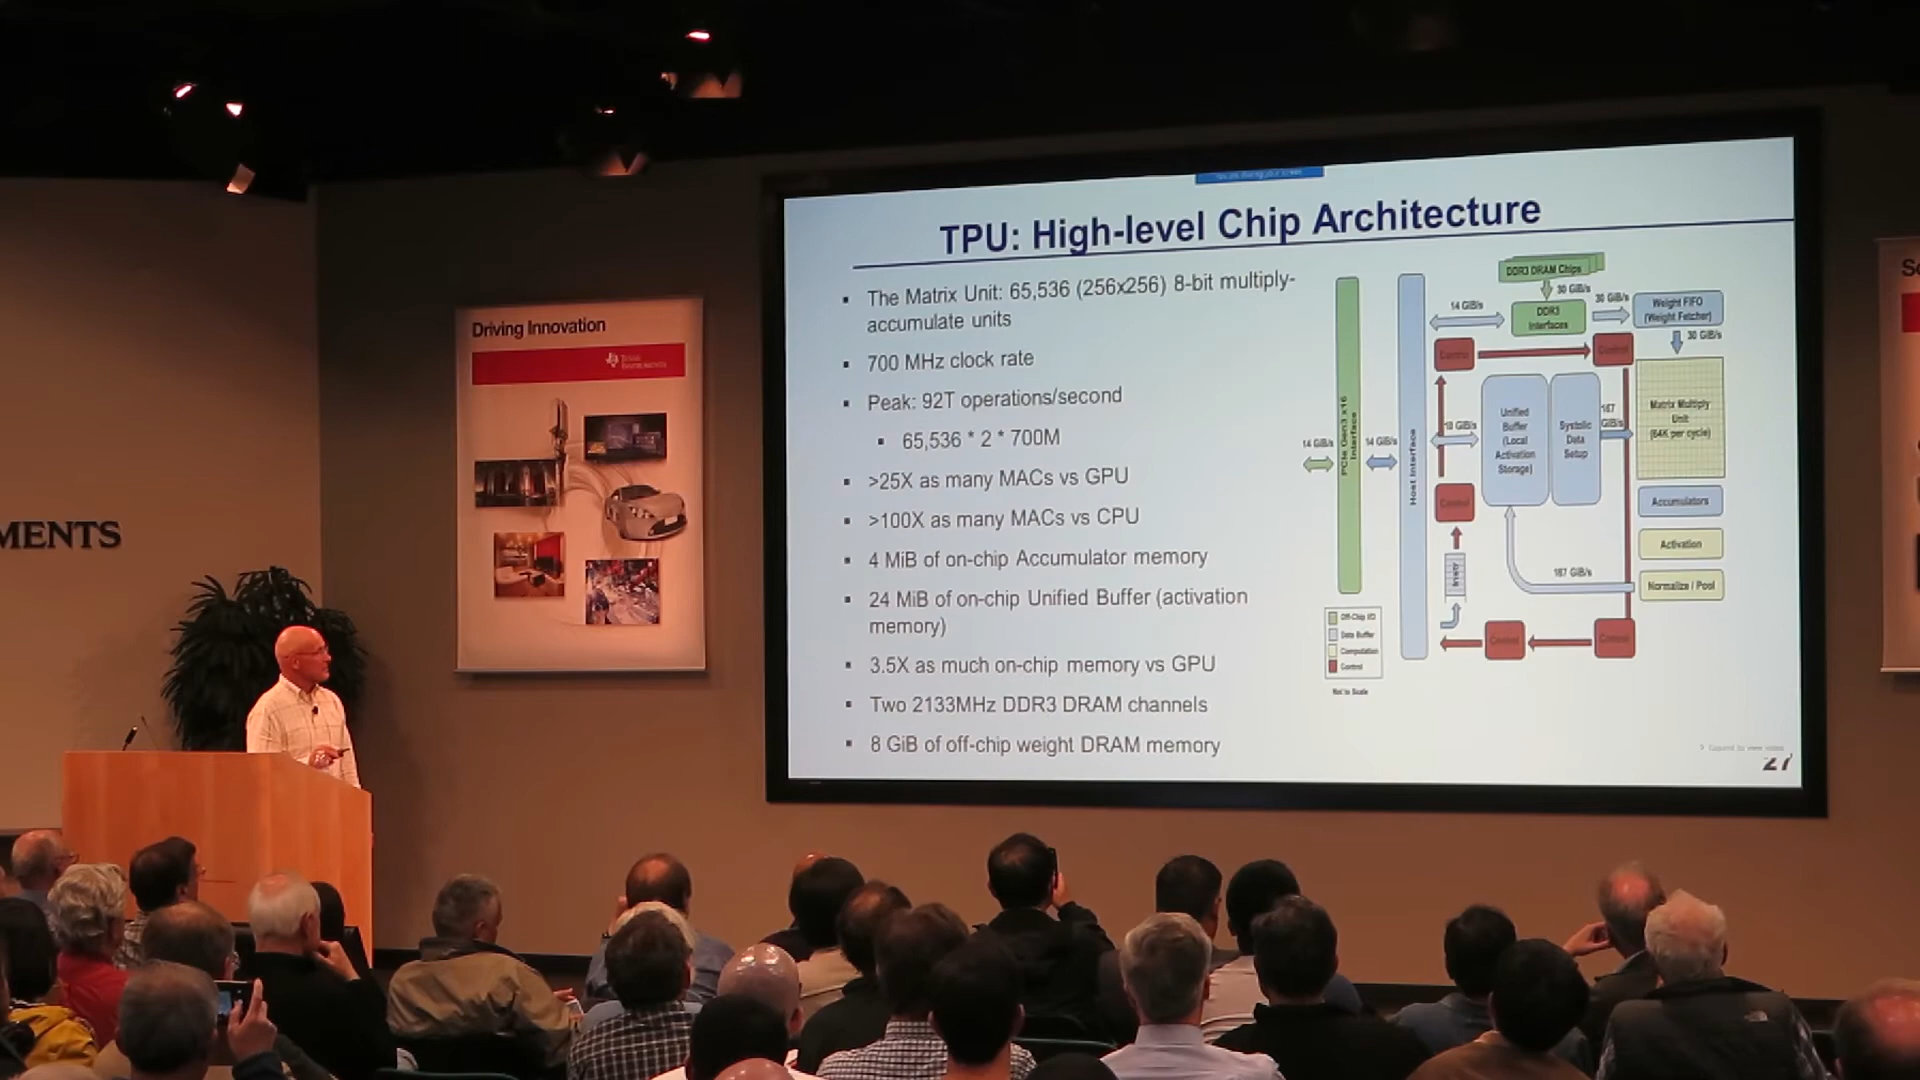 TPU: High-level Chip Architecture
The Matrix Unit: 65,536 (256x256) 8-bit multiply-
accumulate units
700 MHz clock rate
Peak: 92T operations/second
65,536 * 2 * 700M
>25X as many MACs vs GPU
>100X as many MACs vs CPU
4 MiB of on-chip Accumulator memory
24 MiB of on-chip Unified Buffer (activation
memory)
3.5X as much on-chip memory vs GPU
Two 2133MHz DDR3 DRAM channels
8 GiB of off-chip weight DRAM memory
DDR3 DRAM Chips
30 GiB/s
14 GiB/s
DDR3
Interfaces
30 GiB/s
Weight FIFO
(Weight Fetcher)
30 GiB/s
Control
Control
PCIe Gen3 x16
Interface
Host Interface
14 GiB/s
14 GiB/s
10 GiB/s
Unified
Buffer
(Local
Activation
Storage)
Systolic
Data
Setup
167
GiB/s
Matrix Multiply
Unit
(64K per cycle)
Control
Accumulators
Activation
167 GiB/s
Normalize / Pool
Instr
Control
Control
Off-Chip I/O
Data Buffer
Computation
Control
Not to Scale
27
Driving Innovation
TEXAS
INSTRUMENTS
MENTS